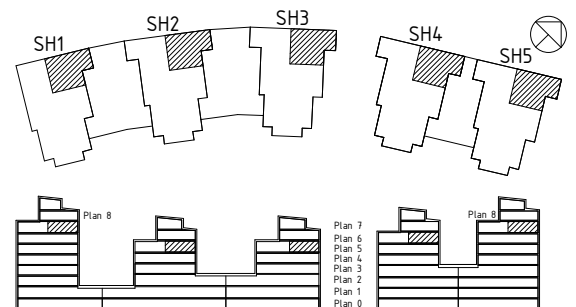 SH1
SH2
SH3
SH4
SH5
Plan 8
Plan 7
Plan 6
Plan 5
Plan 4
Plan 3
Plan 2
Plan 1
Plan 0
Plan 8